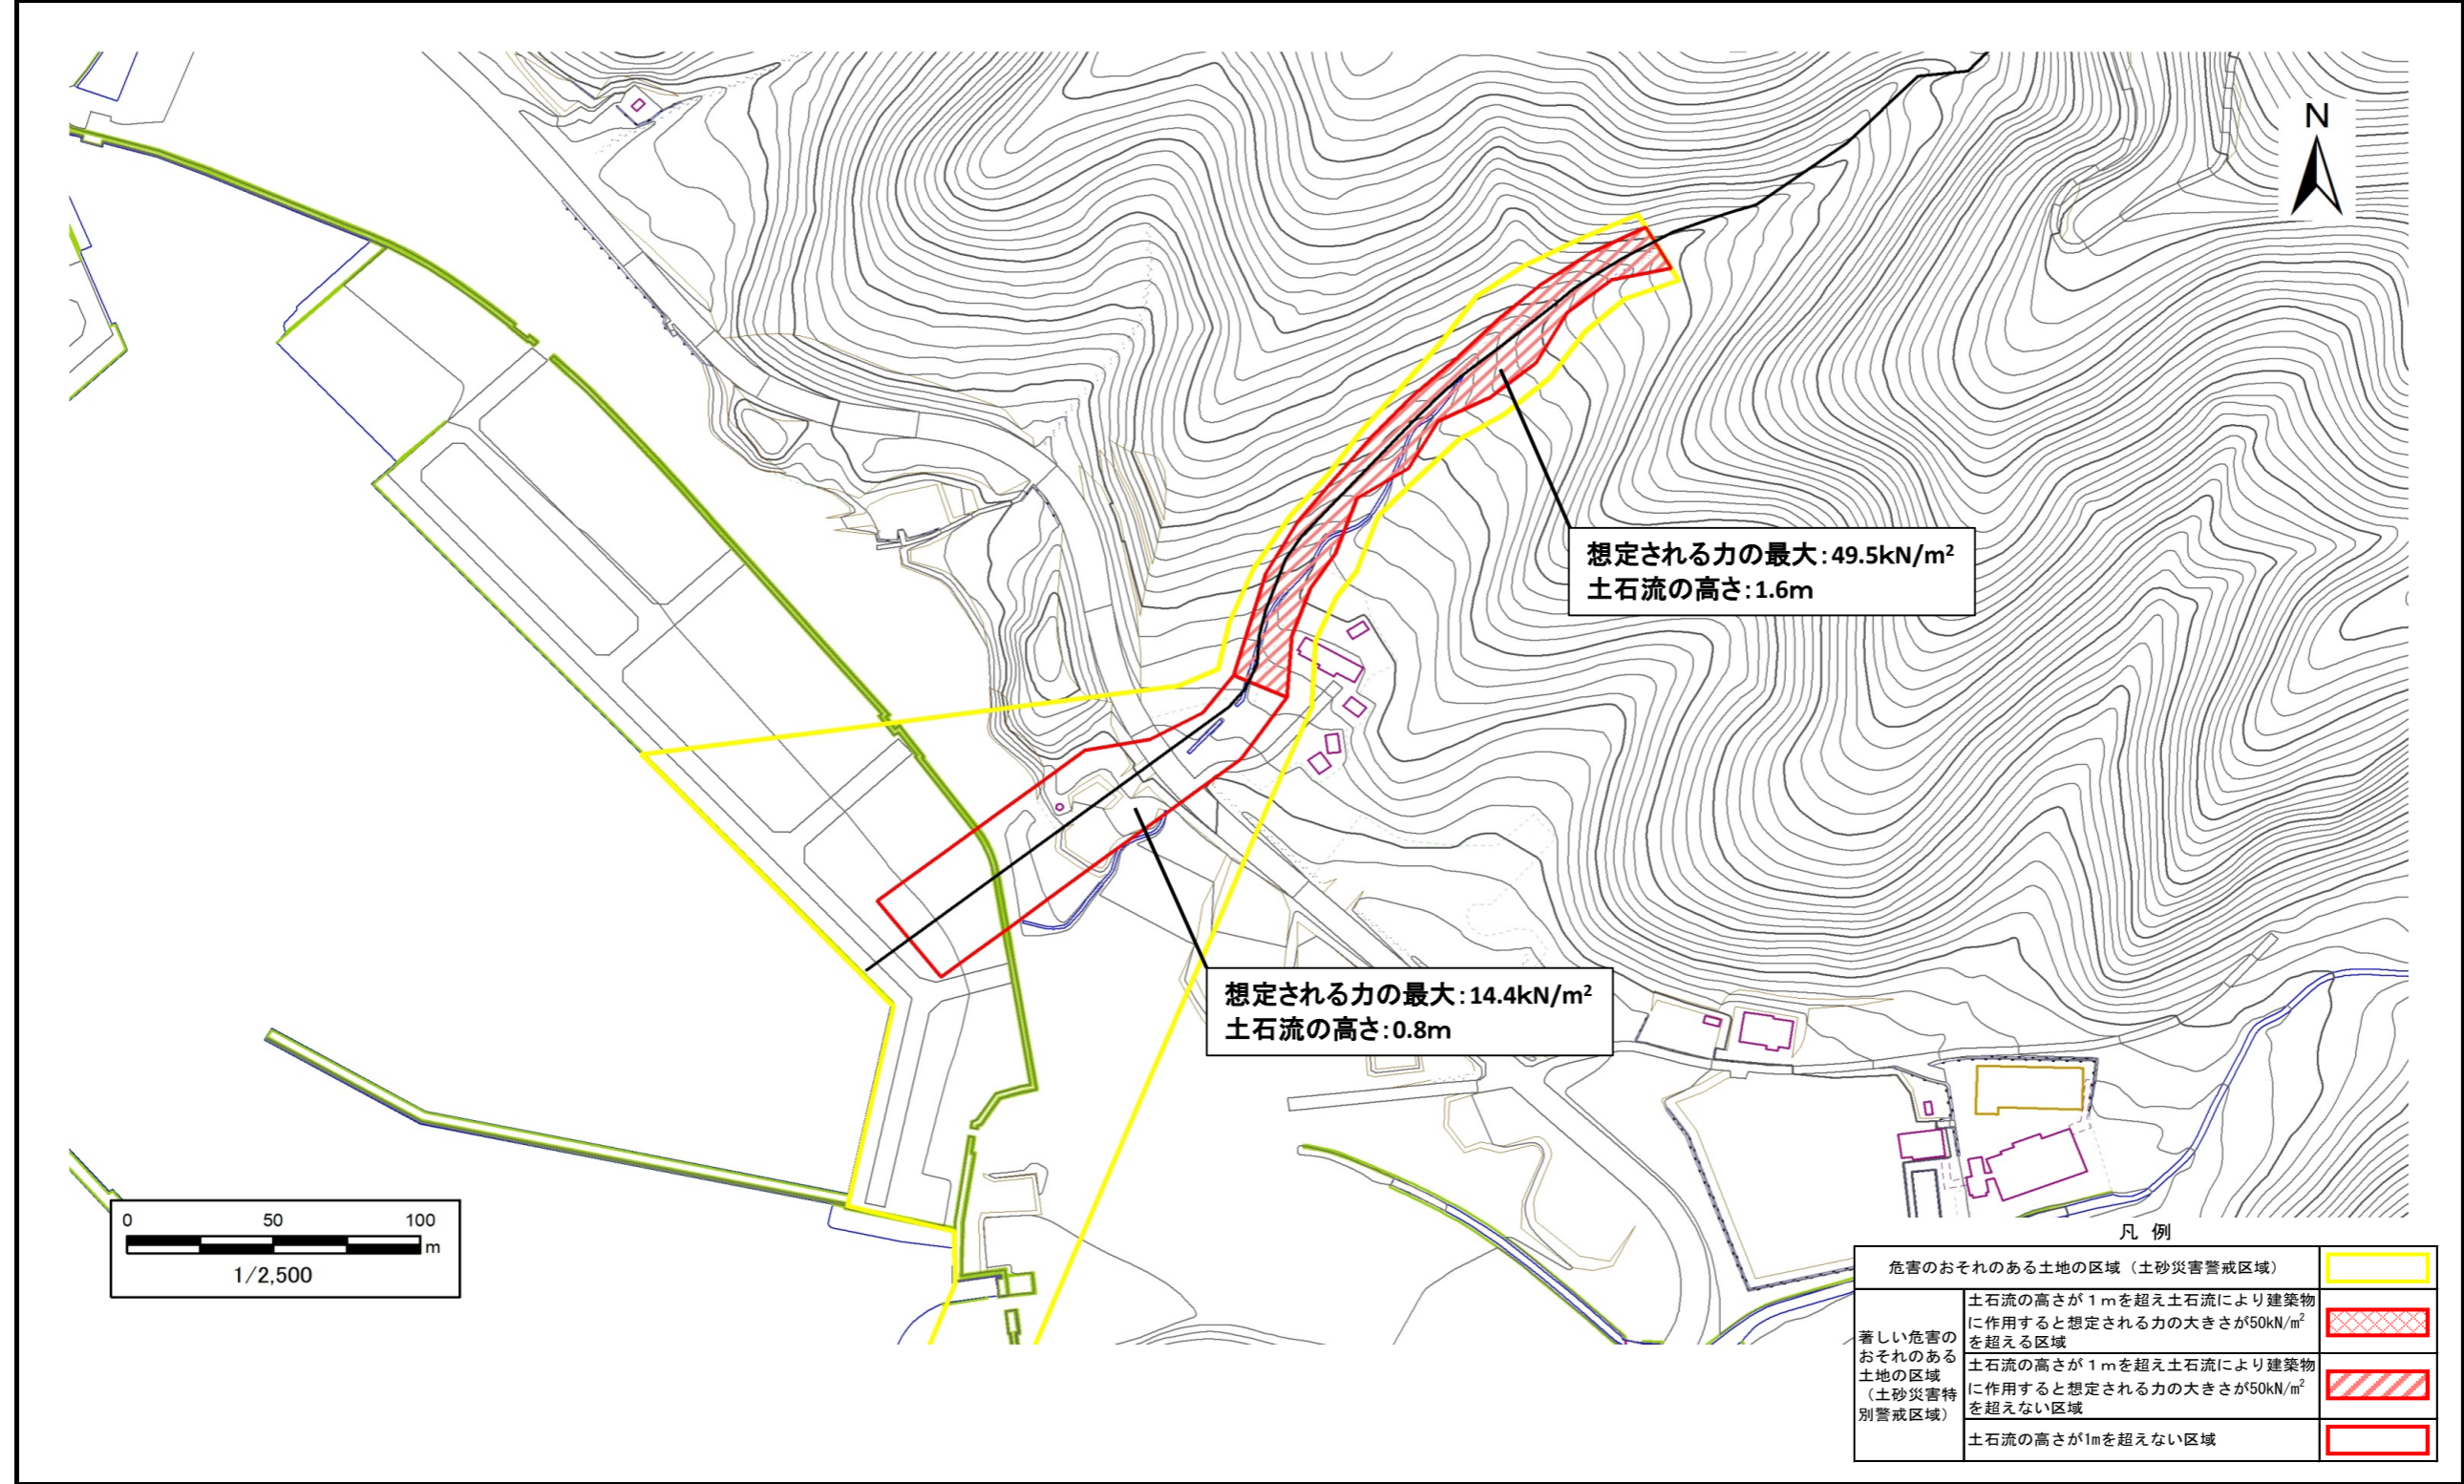 N
想定される力の最大:49.5kN/m²
土石流の高さ:1.6m
想定される力の最大:14.4kN/m²
土石流の高さ:0.8m
0 50 100
m
1/2,500
凡 例
危害のおそれのある土地の区域(土砂災害警戒区域)
著しい危害の
おそれのある
土地の区域
(土砂災害特
別警戒区域)
土石流の高さが1mを超え土石流により建築物
に作用すると想定される力の大きさが50kN/㎡
を超える区域
土石流の高さが1mを超え土石流により建築物
に作用すると想定される力の大きさが50kN/㎡
を超えない区域
土石流の高さが1mを超えない区域